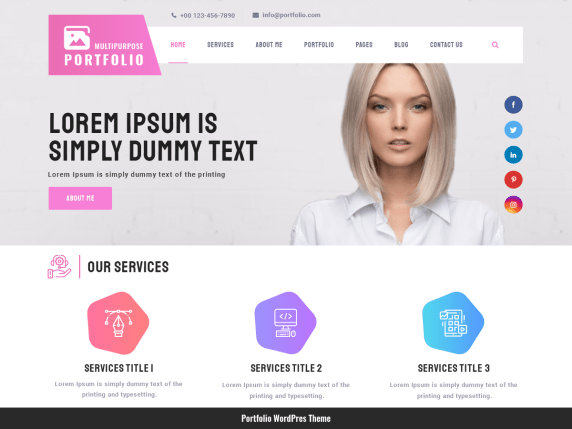 +00 123-456-7890 info@portfolio.com
MULTIPURPOSE
PORTFOLIO
HOME SERVICES ABOUT ME PORTFOLIO PAGES BLOG CONTACT US
LOREM IPSUM IS
SIMPLY DUMMY TEXT
Lorem Ipsum is simply dummy text of the printing
ABOUT ME
OUR SERVICES
SERVICES TITLE 1 SERVICES TITLE 2 SERVICES TITLE 3
Lorem Ipsum is simply dummy text of the Lorem Ipsum is simply dummy text of the Lorem Ipsum is simply dummy text of the
printing and typesetting. printing and typesetting. printing and typesetting.
Portfolio WordPres Theme